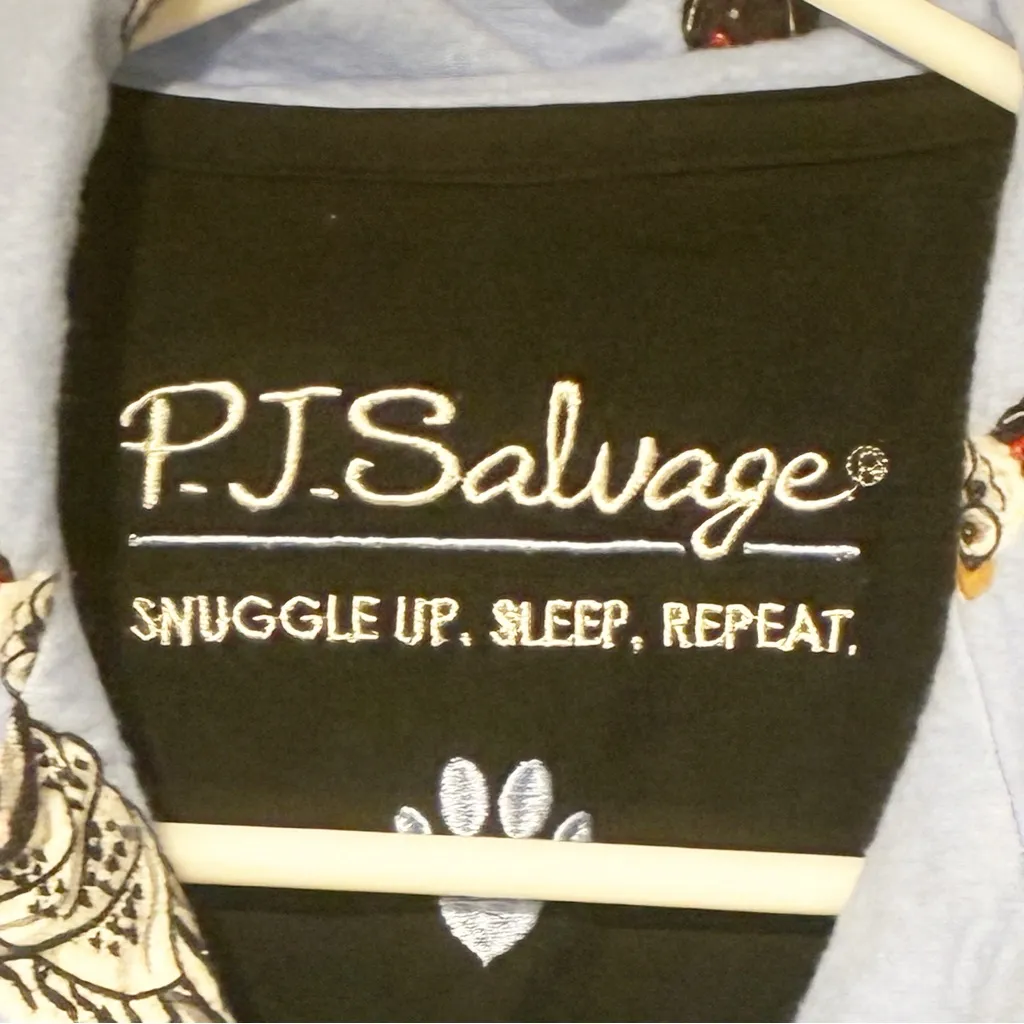 P.J. Salvage®
SNUGGLE UP. SLEEP. REPEAT.